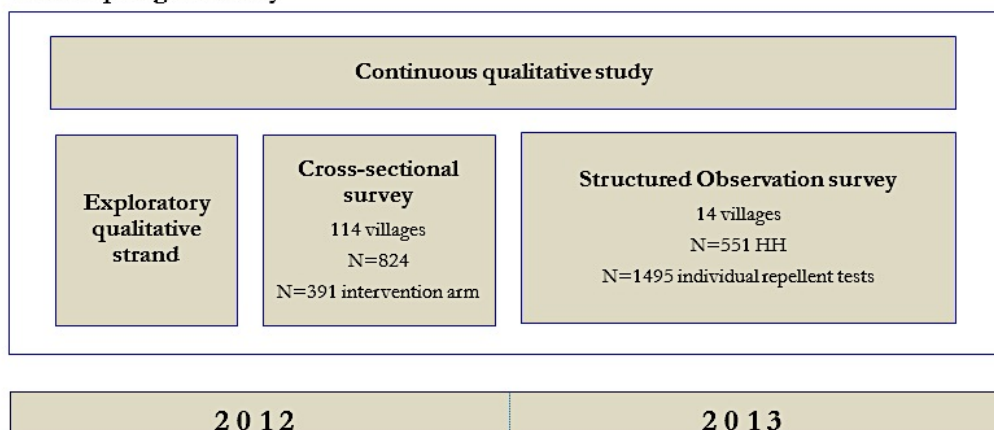 Continuous qualitative study
Exploratory
qualitative
strand
Cross-sectional
survey
114 villages
N=824
N=391 intervention arm
Structured Observation survey
14 villages
N=551 HH
N=1495 individual repellent tests
2012
2013